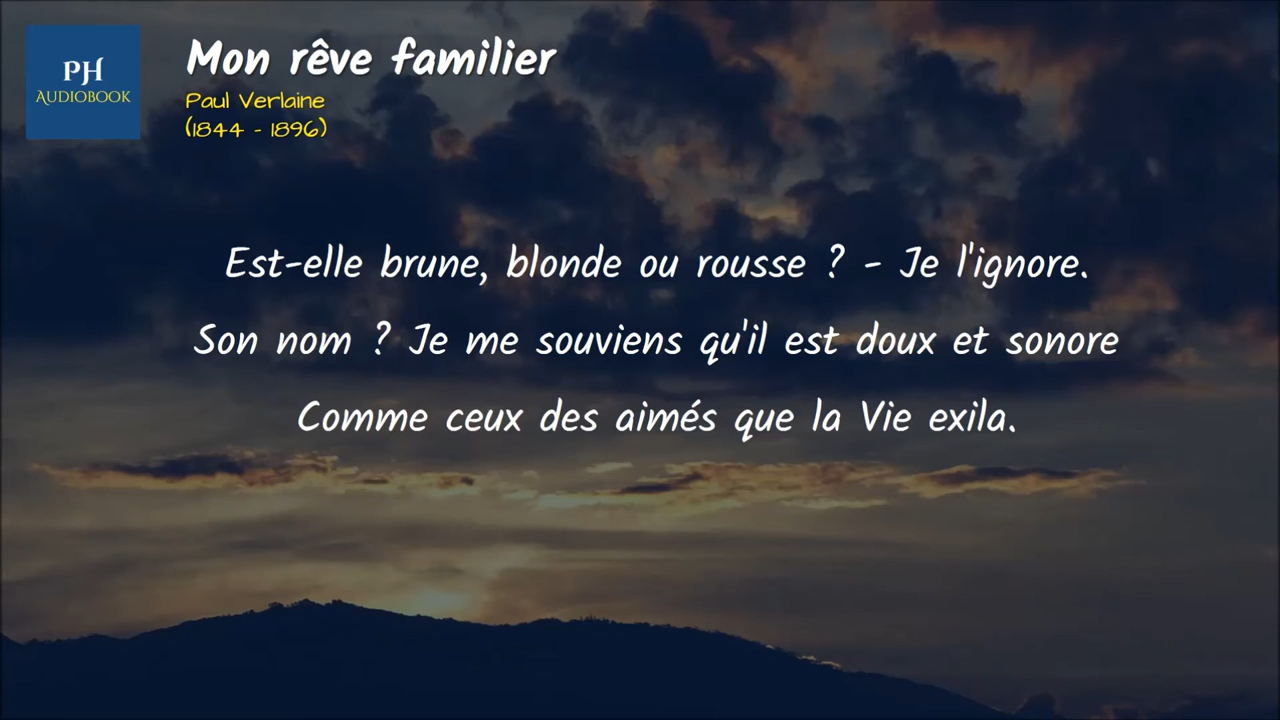 PH
AUDIOBOOK
Mon rêve familier
Paul Verlaine
(1844 - 1896)
Est-elle brune, blonde ou rousse ? - Je l'ignore.
Son nom ? Je me souviens qu'il est doux et sonore
Comme ceux des aimés que la Vie exila.